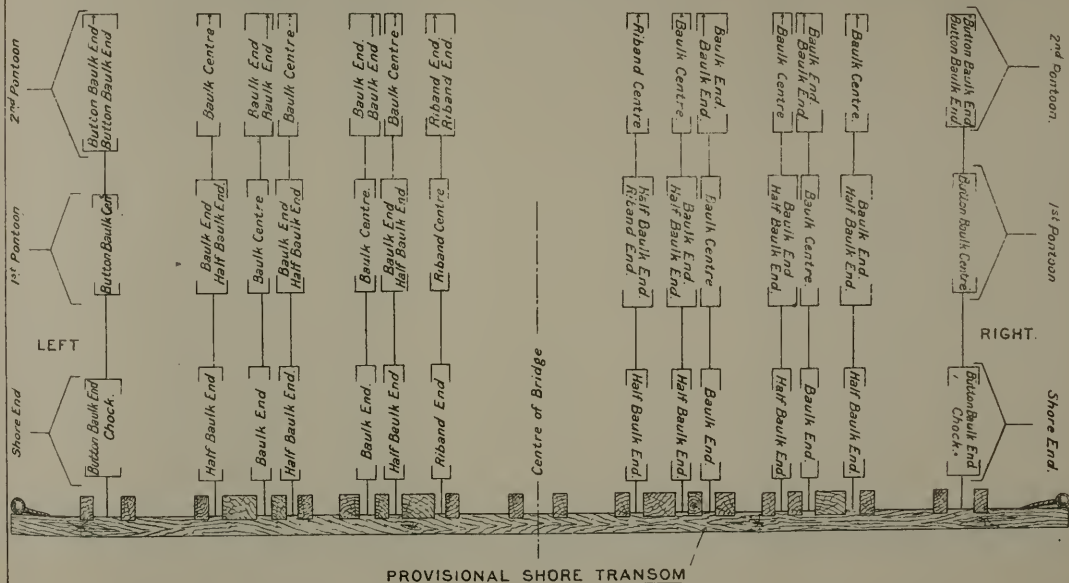 2nd Pontoon
Button Baulk End
Button Baulk End
Baulk Centre
Baulk End
Baulk End
Baulk Centre
Baulk End.
Baulk End
Baulk Centre
Riband End
Riband End.
Riband Centre
Baulk Centre
Baulk End.
Baulk End.
Baulk Centre
Baulk End.
Baulk End.
Baulk Centre.
Button Baulk End
Button Baulk End
2nd Pontoon.
1st Pontoon
Button Baulk Cent
Baulk End
Half Baulk End.
Baulk Centre
Baulk End
Half Baulk End.
Baulk Centre.
Baulk End
Half Baulk End
Riband Centre
Half Baulk End.
Riband End.
Baulk End
Half Baulk End.
Baulk Centre
Baulk End
Half Baulk End.
Baulk Centre.
Baulk End.
Half Baulk End.
Button Baulk Centre
1st Pontoon
LEFT
Centre of Bridge
RIGHT.
Shore End
Button Baulk End
Chock.
Half Baulk End
Baulk End
Half Baulk End.
Baulk End
Half Baulk End
Riband End
Half Baulk End
Half Baulk End
Baulk End.
Half Baulk End
Baulk End.
Half Baulk End.
Button Baulk End
Chock.
Shore End.
PROVISIONAL SHORE TRANSOM